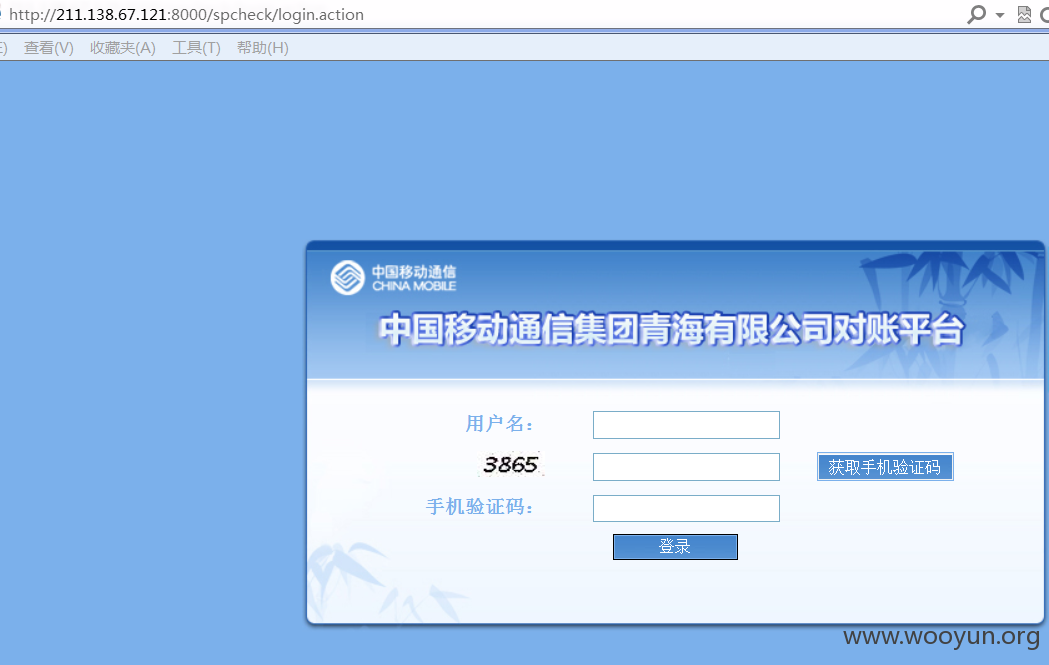 http://211.138.67.121:8000/spcheck/login.action
查看(V) 收藏夹(A) 工具(T) 帮助(H)
中国移动通信
CHINA MOBILE
中国移动通信集团青海有限公司对账平台
用户名：
3865 获取手机验证码
手机验证码：
登录
www.wooyun.org